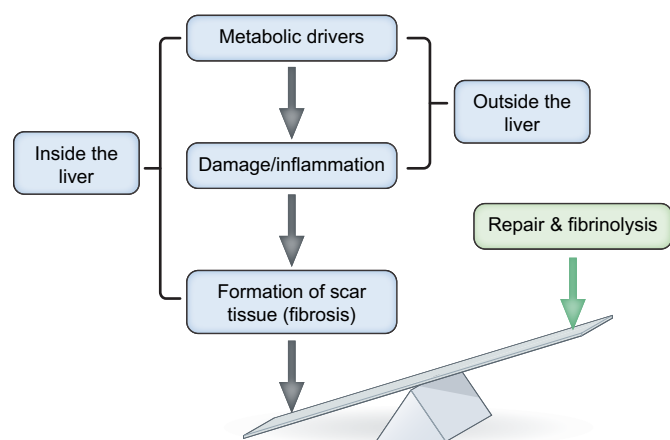 Metabolic drivers
Outside the
liver
Inside the
liver
Damage/inflammation
Repair & fibrinolysis
Formation of scar
tissue (fibrosis)